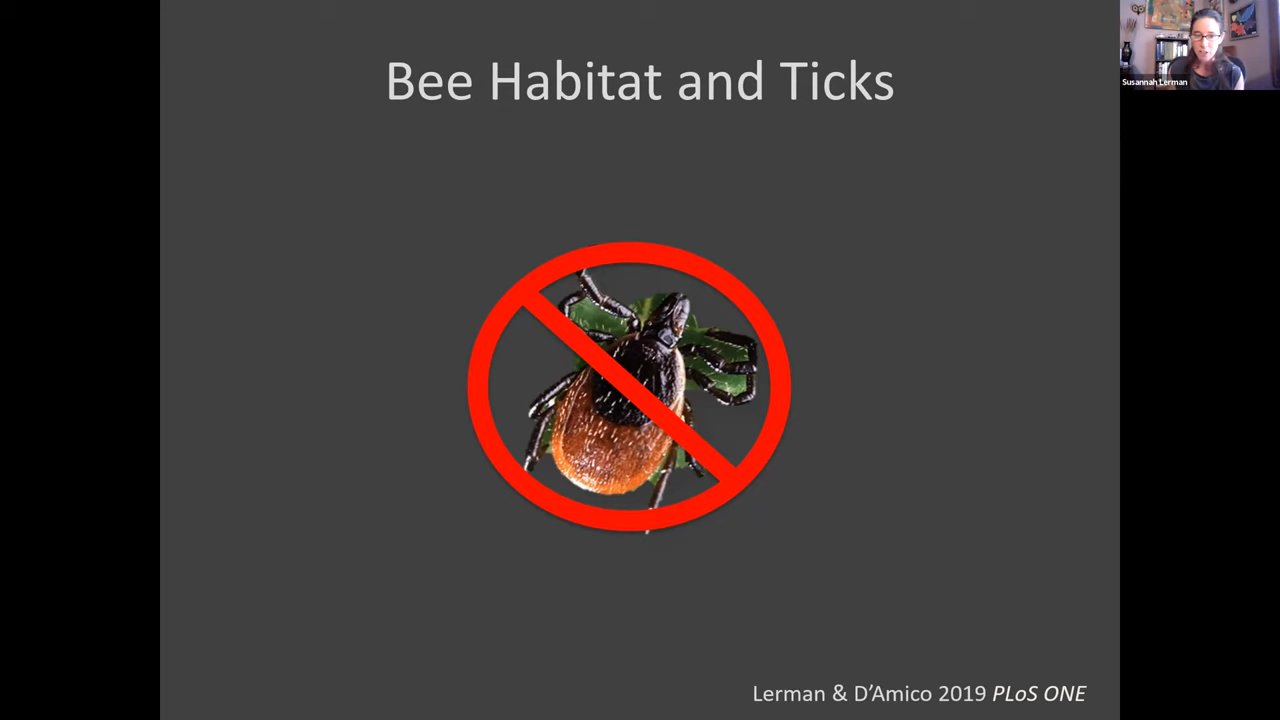 Bee Habitat and Ticks
Susannah Lerman
Lerman & D’Amico 2019 PLoS ONE